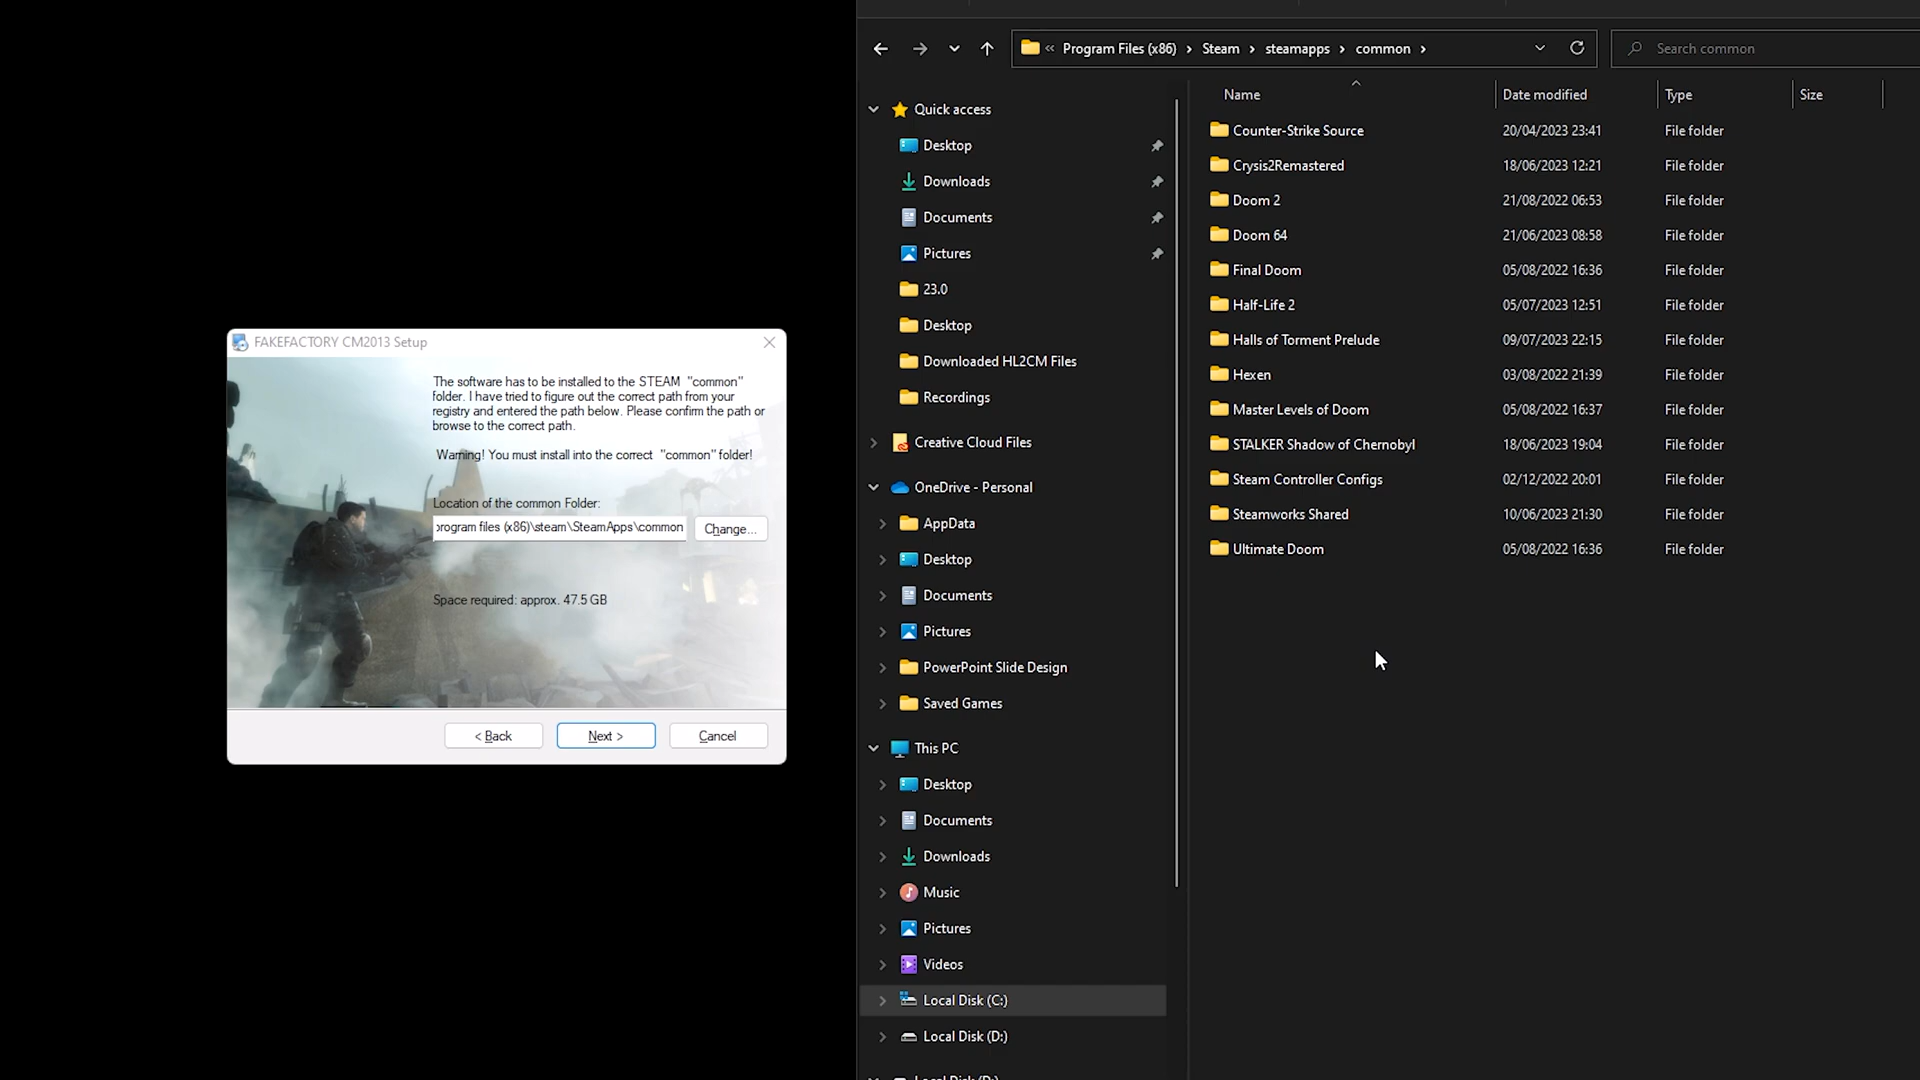 FAKEFACTORY CM2013 Setup
The software has to be installed to the STEAM "common"
folder. I have tried to figure out the correct path from your
registry and entered the path below. Please confirm the path or
browse to the correct path.
Warning! You must install into the correct "common" folder!
Location of the common Folder:
program files (x86)\steam\SteamApps\common
Change...
Space required: approx. 47.5 GB
< Back
Next >
Cancel
« Program Files (x86) › Steam › steamapps › common ›
Search common
Quick access
Desktop
Downloads
Documents
Pictures
23.0
Desktop
Downloaded HL2CM Files
Recordings
Creative Cloud Files
OneDrive - Personal
AppData
Desktop
Documents
Pictures
PowerPoint Slide Design
Saved Games
This PC
Desktop
Documents
Downloads
Music
Pictures
Videos
Local Disk (C:)
Local Disk (D:)
Local Disk (D:)
Name Date modified Type Size
Counter-Strike Source 20/04/2023 23:41 File folder
Crysis2Remastered 18/06/2023 12:21 File folder
Doom 2 21/08/2022 06:53 File folder
Doom 64 21/06/2023 08:58 File folder
Final Doom 05/08/2022 16:36 File folder
Half-Life 2 05/07/2023 12:51 File folder
Halls of Torment Prelude 09/07/2023 22:15 File folder
Hexen 03/08/2022 21:39 File folder
Master Levels of Doom 05/08/2022 16:37 File folder
STALKER Shadow of Chernobyl 18/06/2023 19:04 File folder
Steam Controller Configs 02/12/2022 20:01 File folder
Steamworks Shared 10/06/2023 21:30 File folder
Ultimate Doom 05/08/2022 16:36 File folder